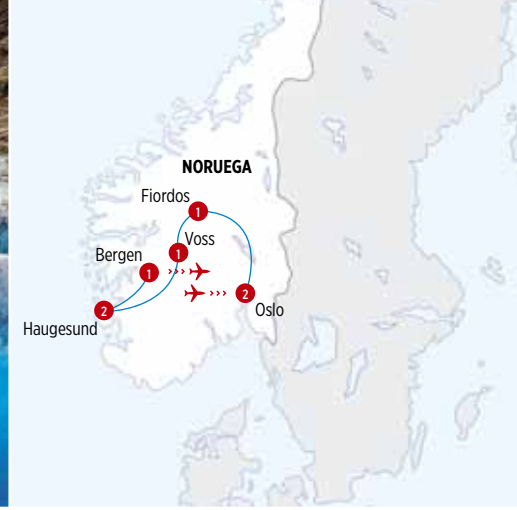 NORUEGA
Fiordos
1
Voss
1
Bergen
1
2
Oslo
2
Haugesund